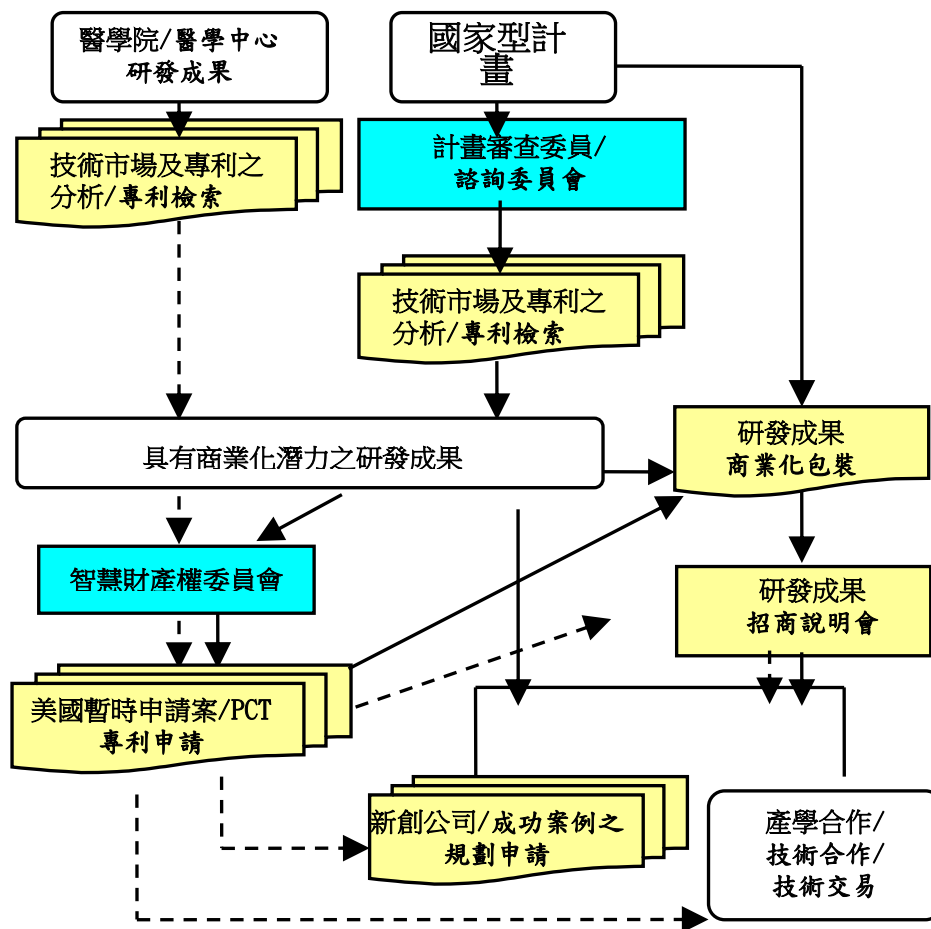 醫學院/醫學中心
研發成果
國家型計
畫
計畫審查委員/
諮詢委員會
技術市場及專利之
分析/專利檢索
技術市場及專利之
分析/專利檢索
具有商業化潛力之研發成果
研發成果
商業化包裝
智慧財產權委員會
研發成果
招商說明會
美國暫時申請案/PCT
專利申請
新創公司/成功案例之
規劃申請
產學合作/
技術合作/
技術交易